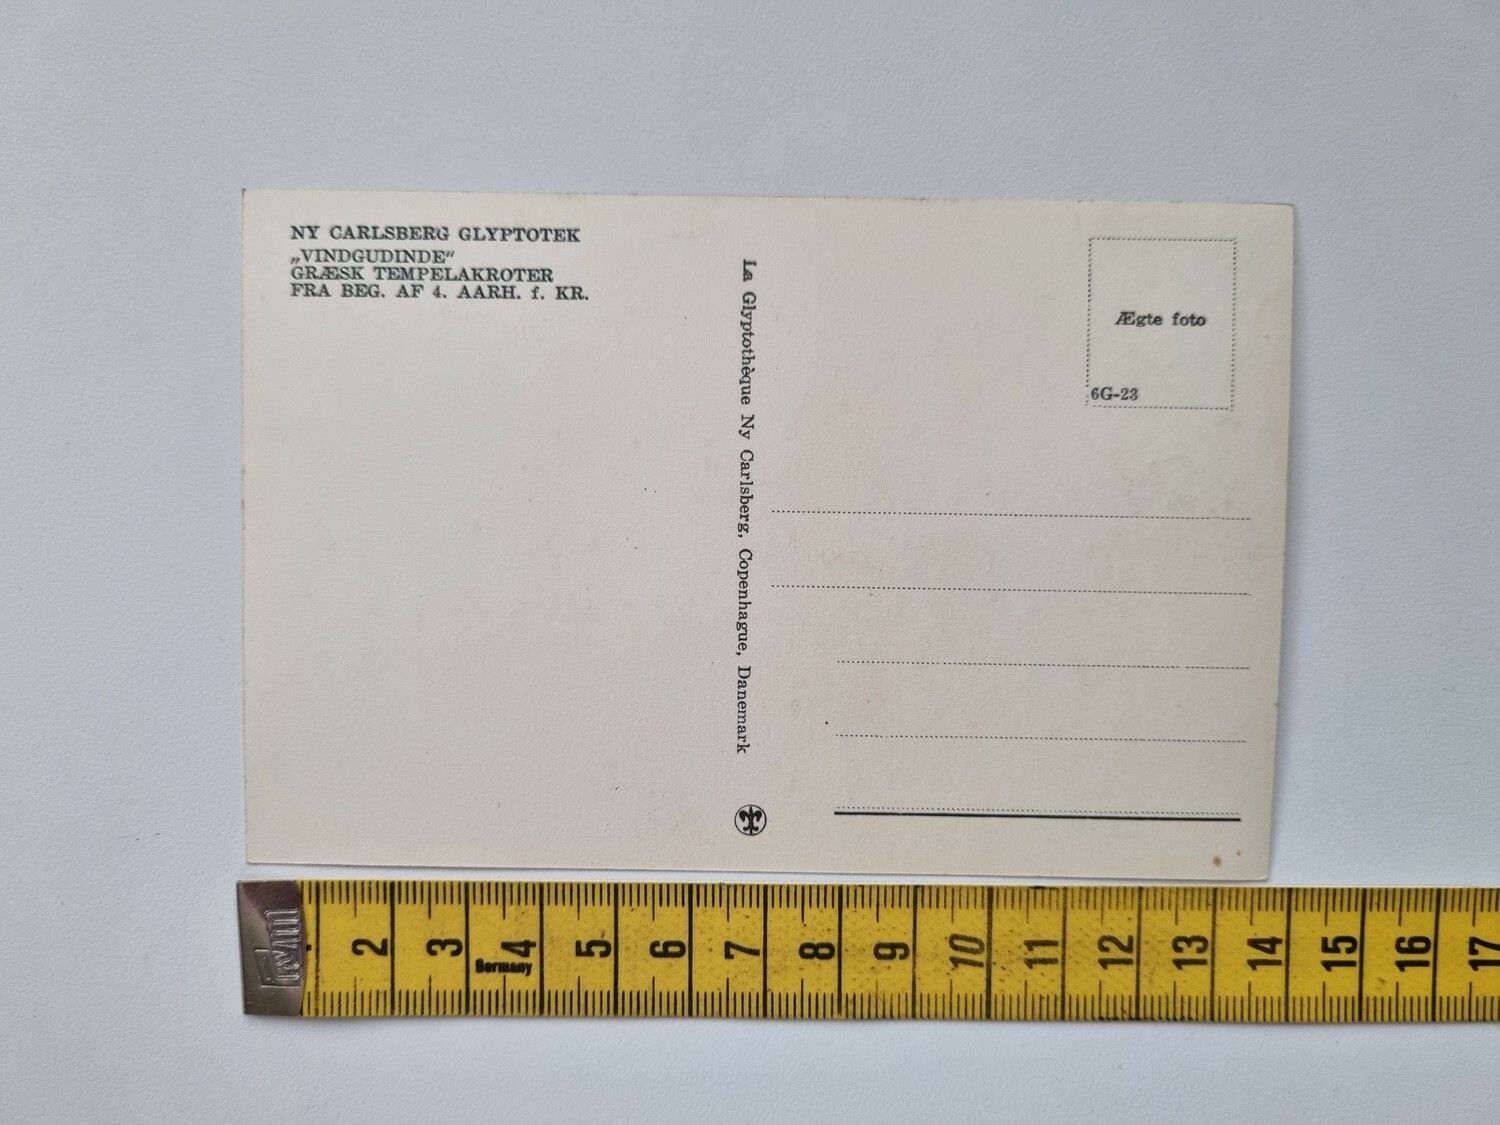 NY CARLSBERG GLYPTOTEK
„VINDGUDINDE”
GRÆSK TEMPELAKROTER
FRA BEG. AF 4. AARH. f. KR.
La Glyptothèque Ny Carlsberg, Copenhague, Danemark
Ægte foto
6G-23
2 3 4 5 6 7 8 9 10 11 12 13 14 15 16 17
Germany